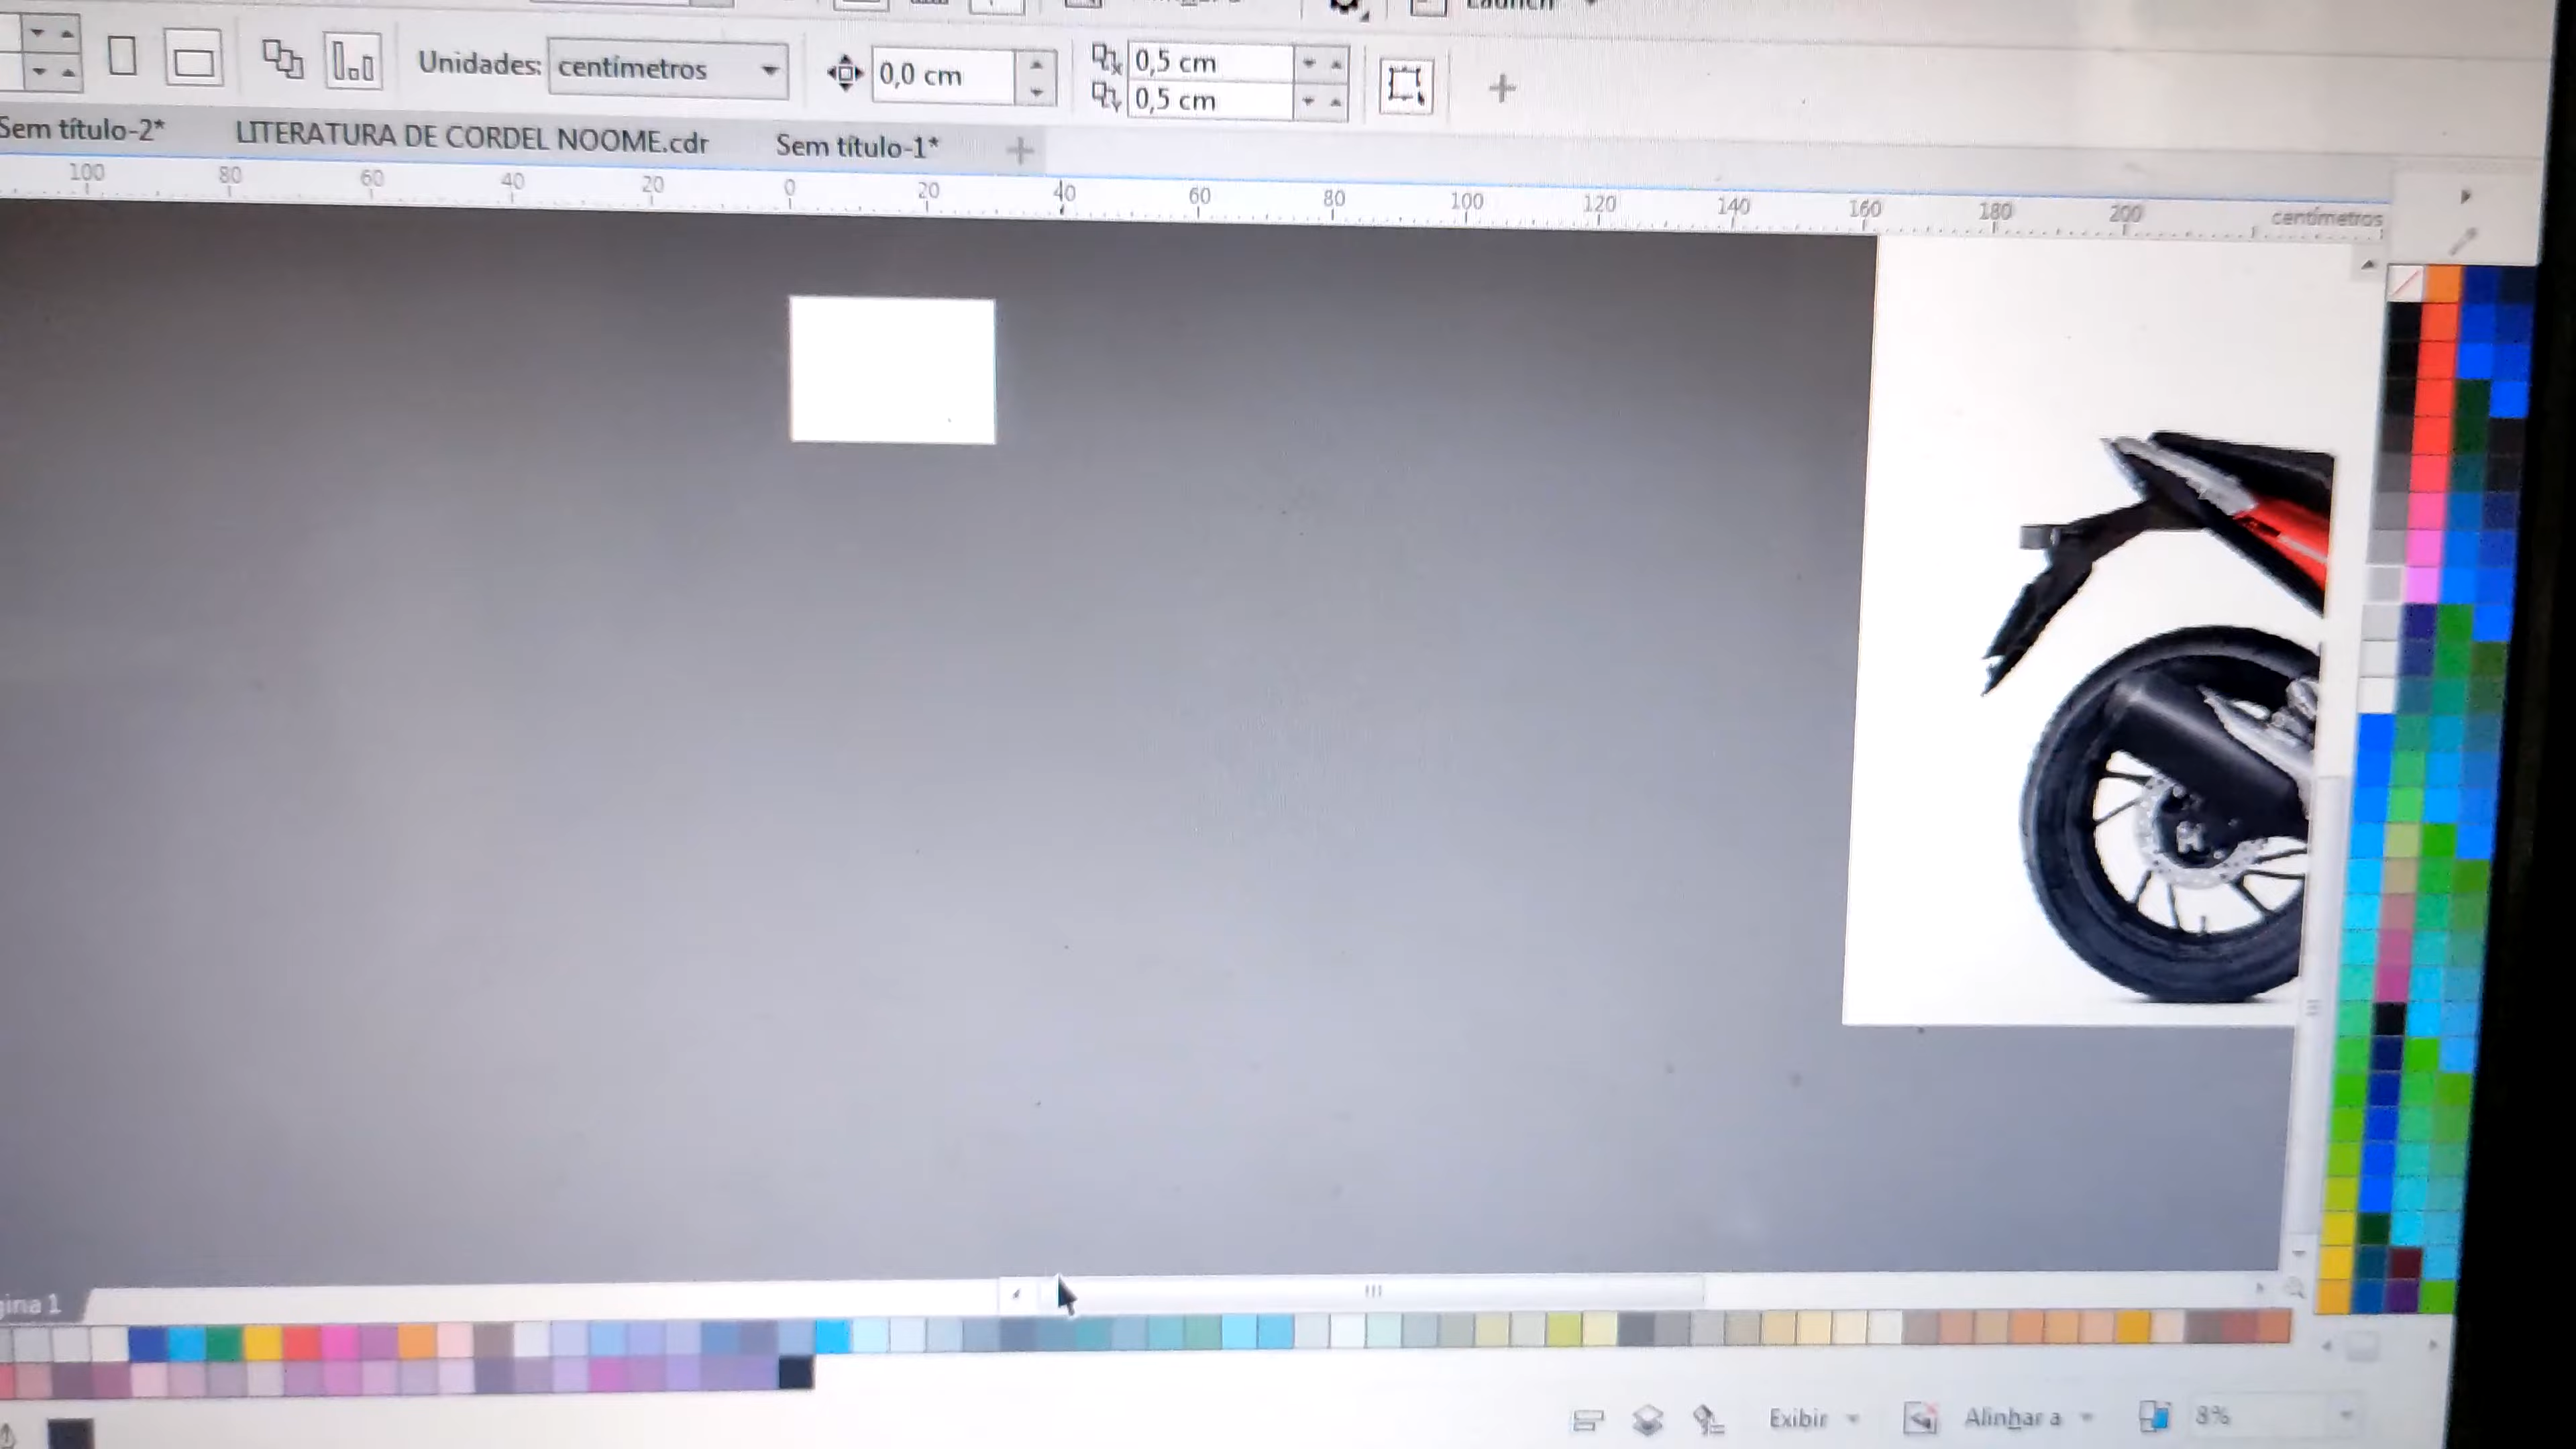 Launch
Unidades: centímetros 0,0 cm 0,5 cm
0,5 cm
Sem título-2* LITERATURA DE CORDEL NOOME.cdr Sem título-1*
100 80 60 40 20 0 20 40 60 80 100 120 140 160 180 200 centímetros
gina 1
Exibir Alinhar a 8%